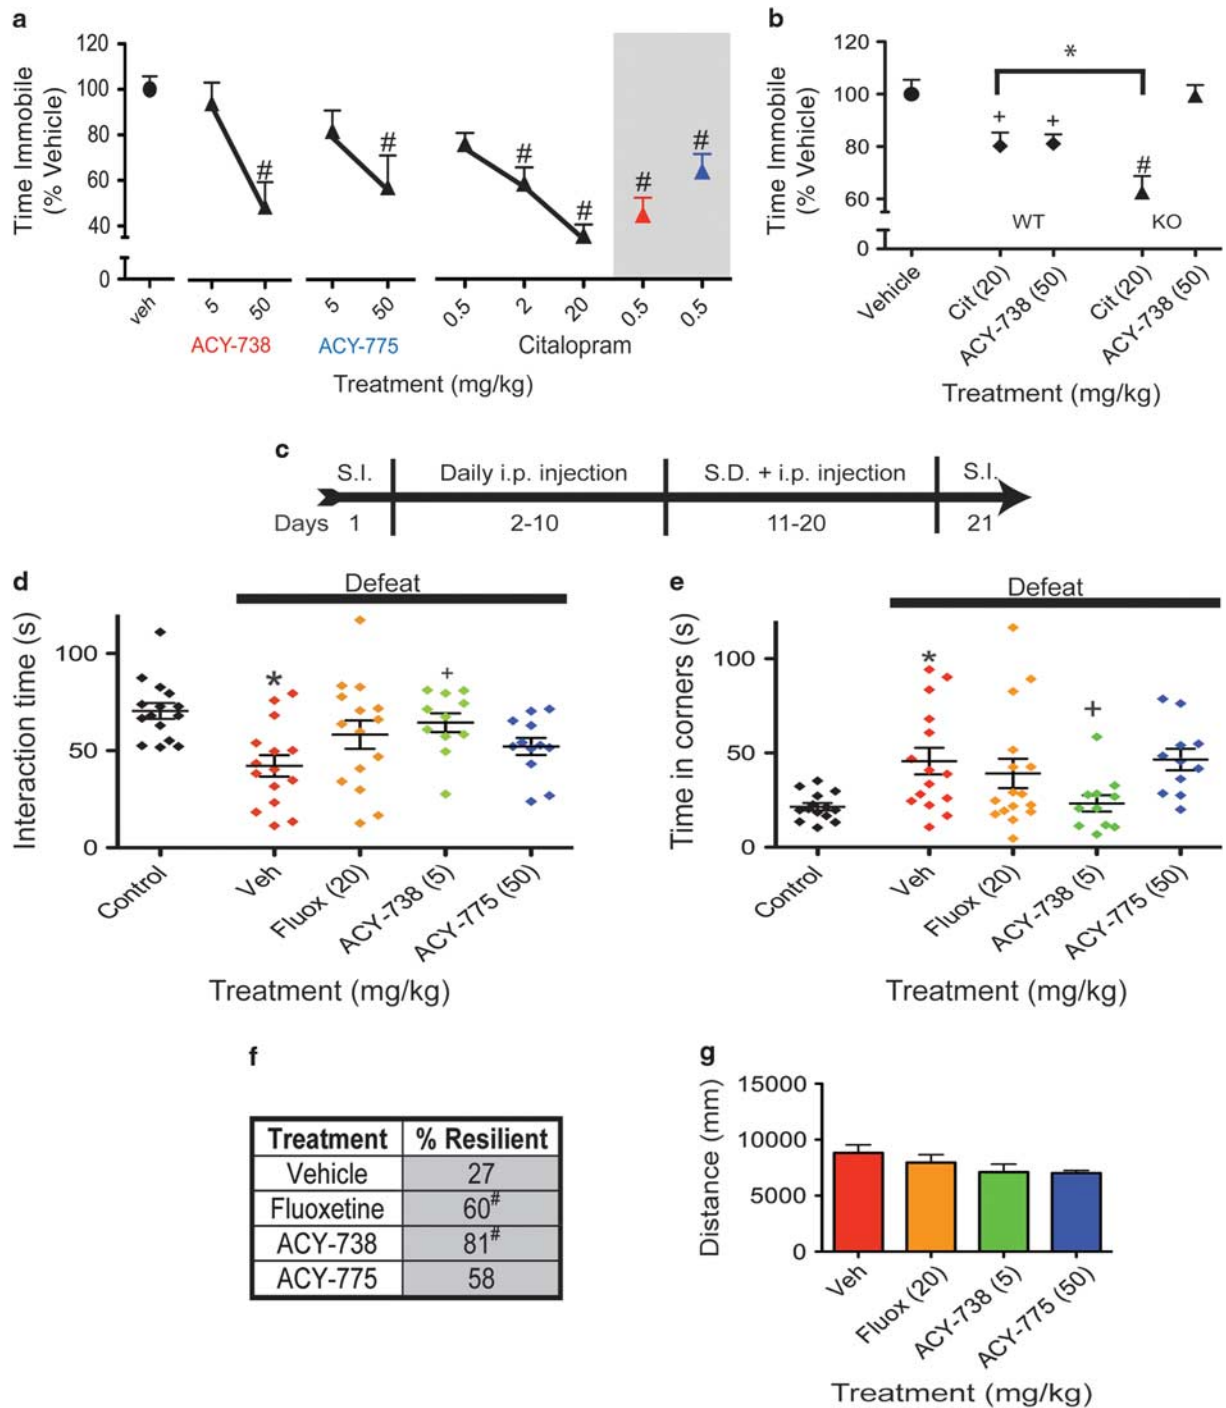 a
Time Immobile
(% Vehicle)
120
100
80
60
40
0
#
#
#
#
#
#
veh
5
50
5
50
0.5
2
20
0.5
0.5
ACY-738
ACY-775
Citalopram
Treatment (mg/kg)
b
Time Immobile
(% Vehicle)
120
100
80
60
0
*
+
+
#
WT
KO
Vehicle
Cit (20)
ACY-738 (50)
Cit (20)
ACY-738 (50)
Treatment (mg/kg)
c
S.I.
Daily i.p. injection
S.D. + i.p. injection
S.I.
Days
1
2-10
11-20
21
d
Defeat
Interaction time (s)
100
50
0
*
+
Control
Veh
Fluox (20)
ACY-738 (5)
ACY-775 (50)
Treatment (mg/kg)
e
Defeat
Time in corners (s)
100
50
0
*
+
Control
Veh
Fluox (20)
ACY-738 (5)
ACY-775 (50)
Treatment (mg/kg)
f
Treatment % Resilient
Vehicle 27
Fluoxetine 60#
ACY-738 81#
ACY-775 58
g
Distance (mm)
15000
10000
5000
0
Veh
Fluox (20)
ACY-738 (5)
ACY-775 (50)
Treatment (mg/kg)